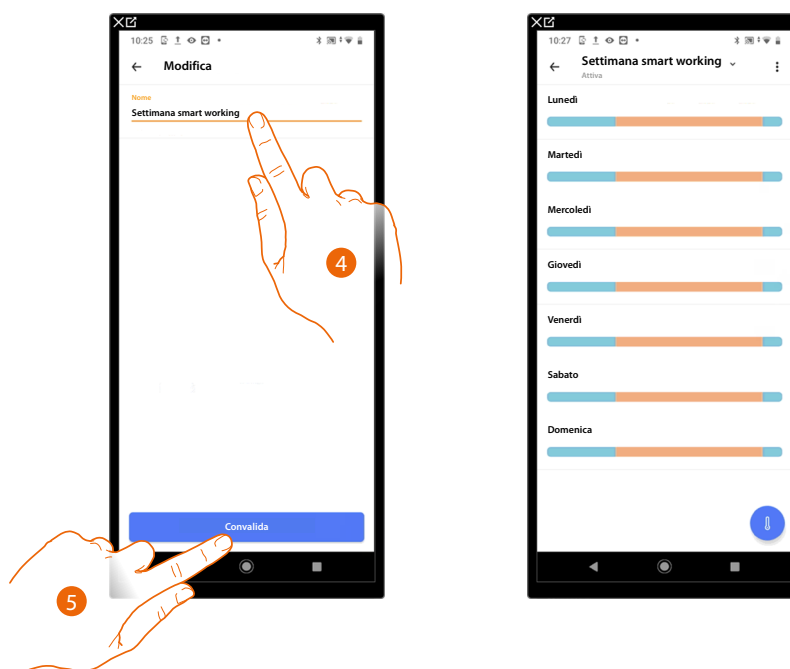 10:25
Modifica
Nome
Settimana smart working
4
Convalida
5
10:27
Settimana smart working
Attiva
Lunedì
Martedì
Mercoledì
Giovedì
Venerdì
Sabato
Domenica